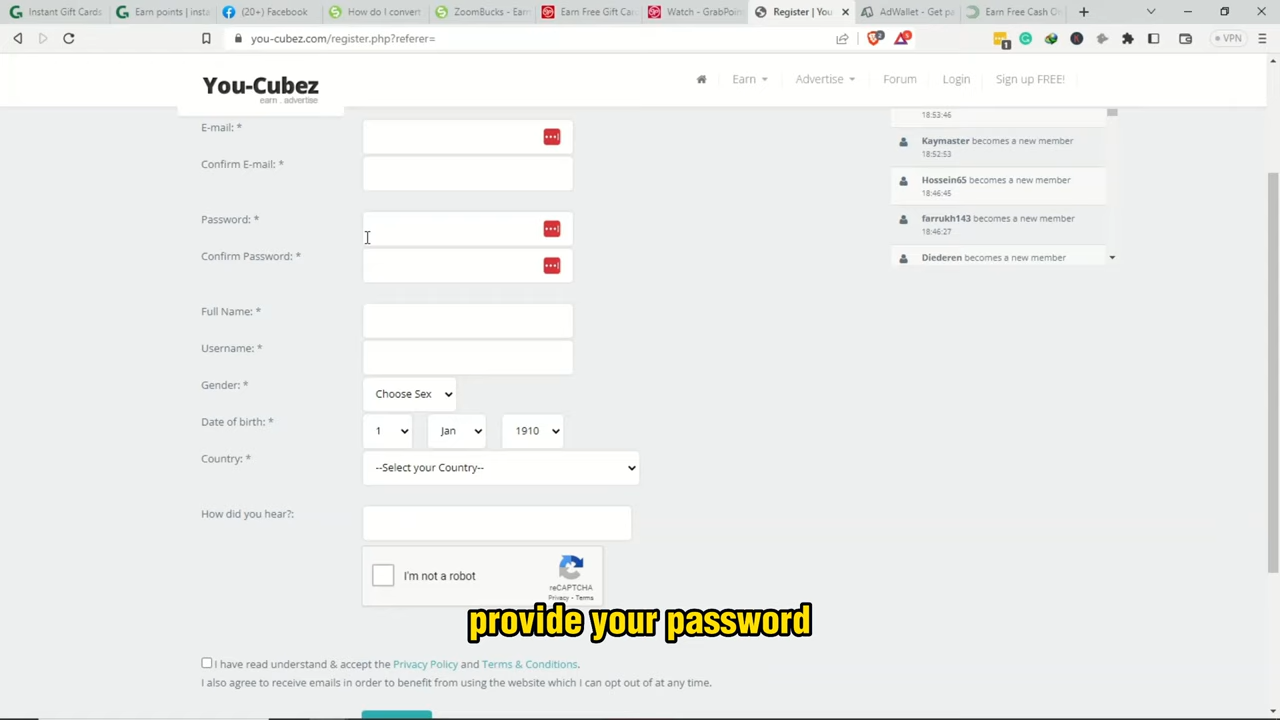 Instant Gift Cards
Earn points | insta
(20+) Facebook
How do I convert
ZoomBucks - Earn
Earn Free Gift Car
Watch - GrabPoin
Register | You
AdWallet - Get pa
Earn Free Cash O
you-cubez.com/register.php?referer=
2
1
VPN
You-Cubez
earn . advertise
Earn
Advertise
Forum
Login
Sign up FREE!
E-mail: *
Confirm E-mail: *
Password: *
Confirm Password: *
Full Name: *
Username: *
Gender: *
Choose Sex
Date of birth: *
1
Jan
1910
Country: *
--Select your Country--
How did you hear?:
I'm not a robot
reCAPTCHA
Privacy - Terms
18:53:46
Kaymaster becomes a new member
18:52:53
Hossein65 becomes a new member
18:46:45
farrukh143 becomes a new member
18:46:27
Diederen becomes a new member
provide your password
I have read understand & accept the Privacy Policy and Terms & Conditions.
I also agree to receive emails in order to benefit from using the website which I can opt out of at any time.